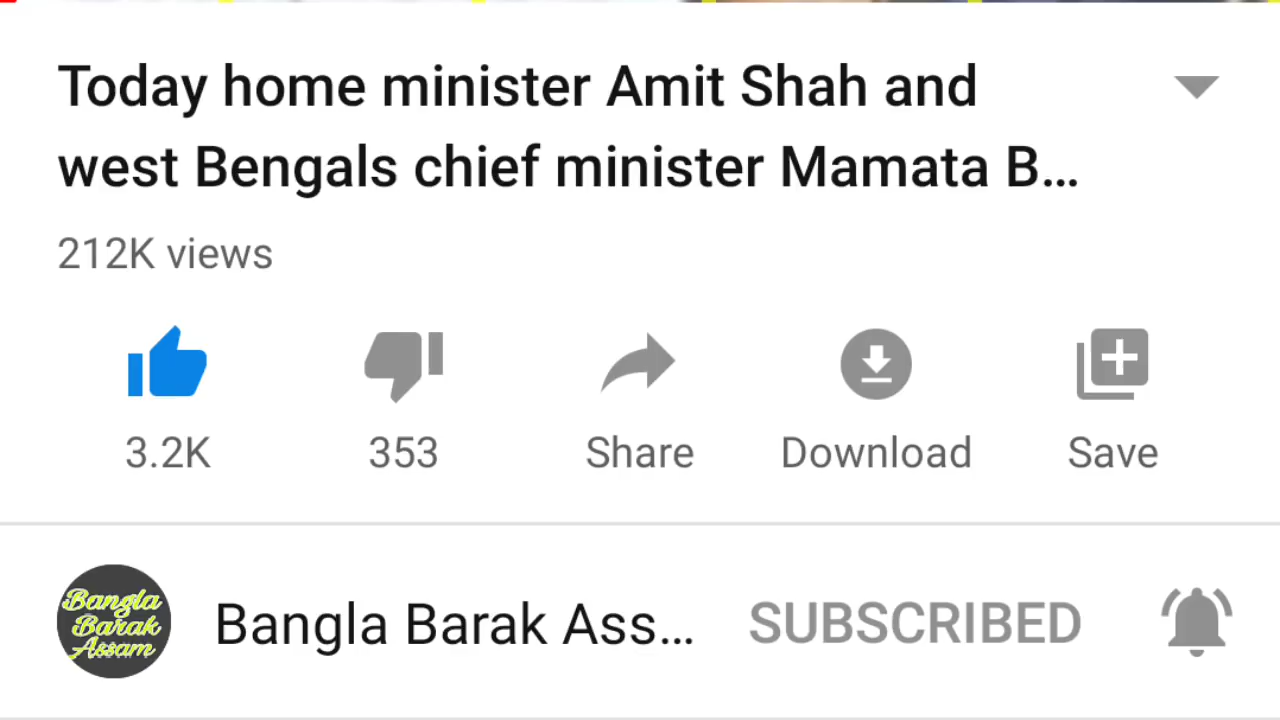 Today home minister Amit Shah and
west Bengals chief minister Mamata B...
212K views
3.2K
353
Share
Download
Save
Bangla
Barak
Assam
Bangla Barak Ass...
SUBSCRIBED